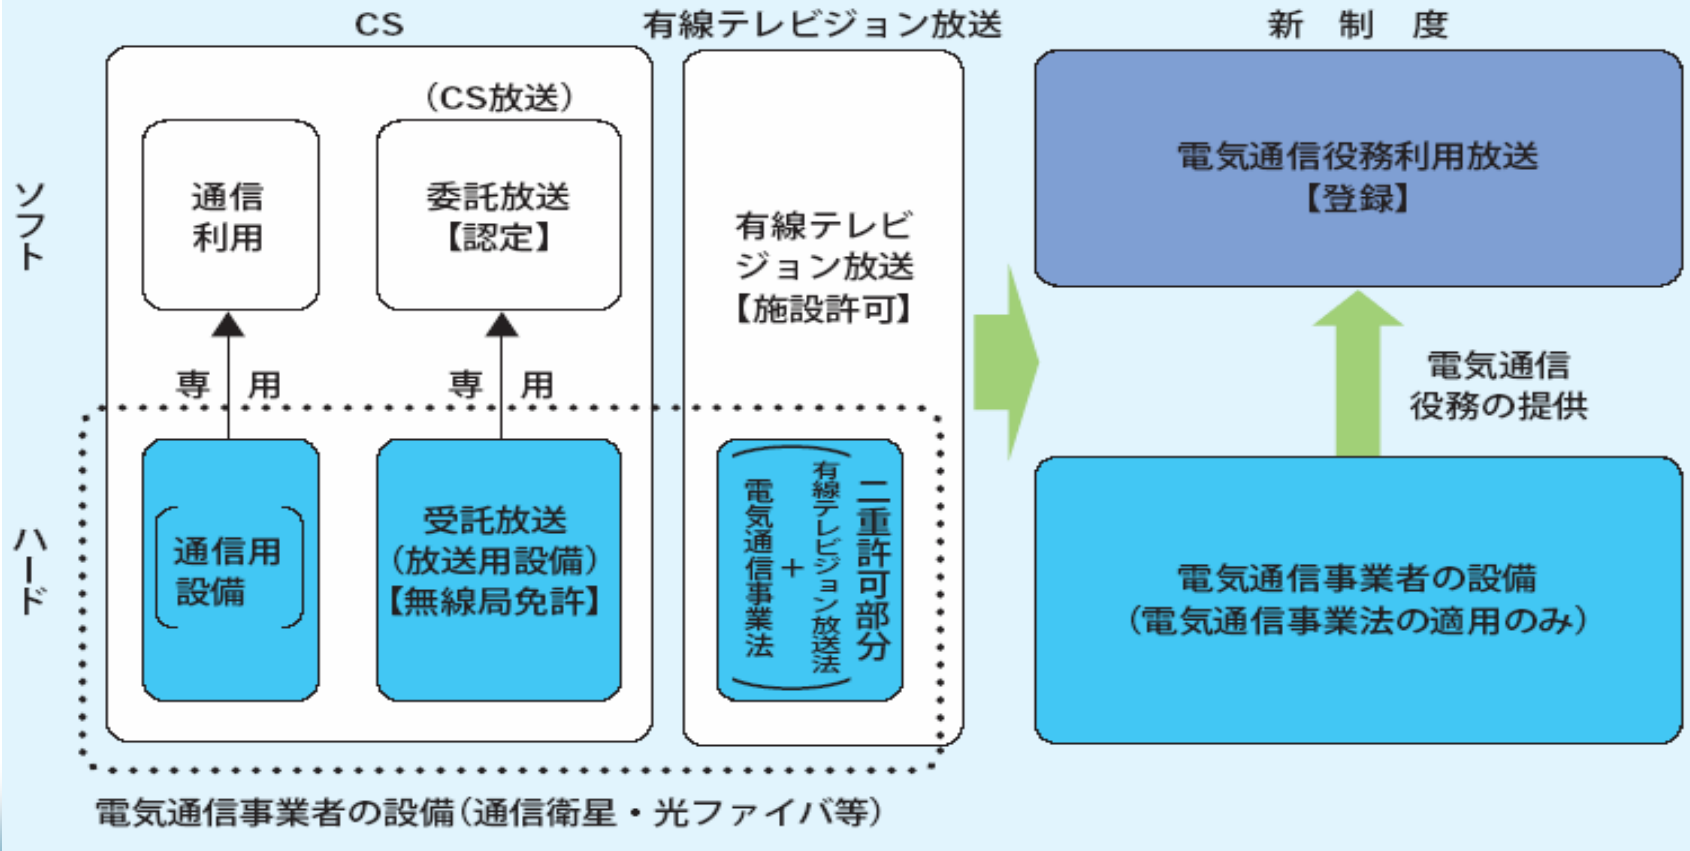 CS
有線テレビジョン放送
新 制 度
ソフト
(CS放送)
通信
利用
委託放送
【認定】
有線テレビ
ジョン放送
【施設許可】
電気通信役務利用放送
【登録】
専 用
専 用
電気通信
役務の提供
ハード
通信用
設備
受託放送
(放送用設備)
【無線局免許】
二重許可部分
(有線テレビジョン放送法
+
電気通信事業法)
電気通信事業者の設備
(電気通信事業法の適用のみ)
電気通信事業者の設備(通信衛星・光ファイバ等)